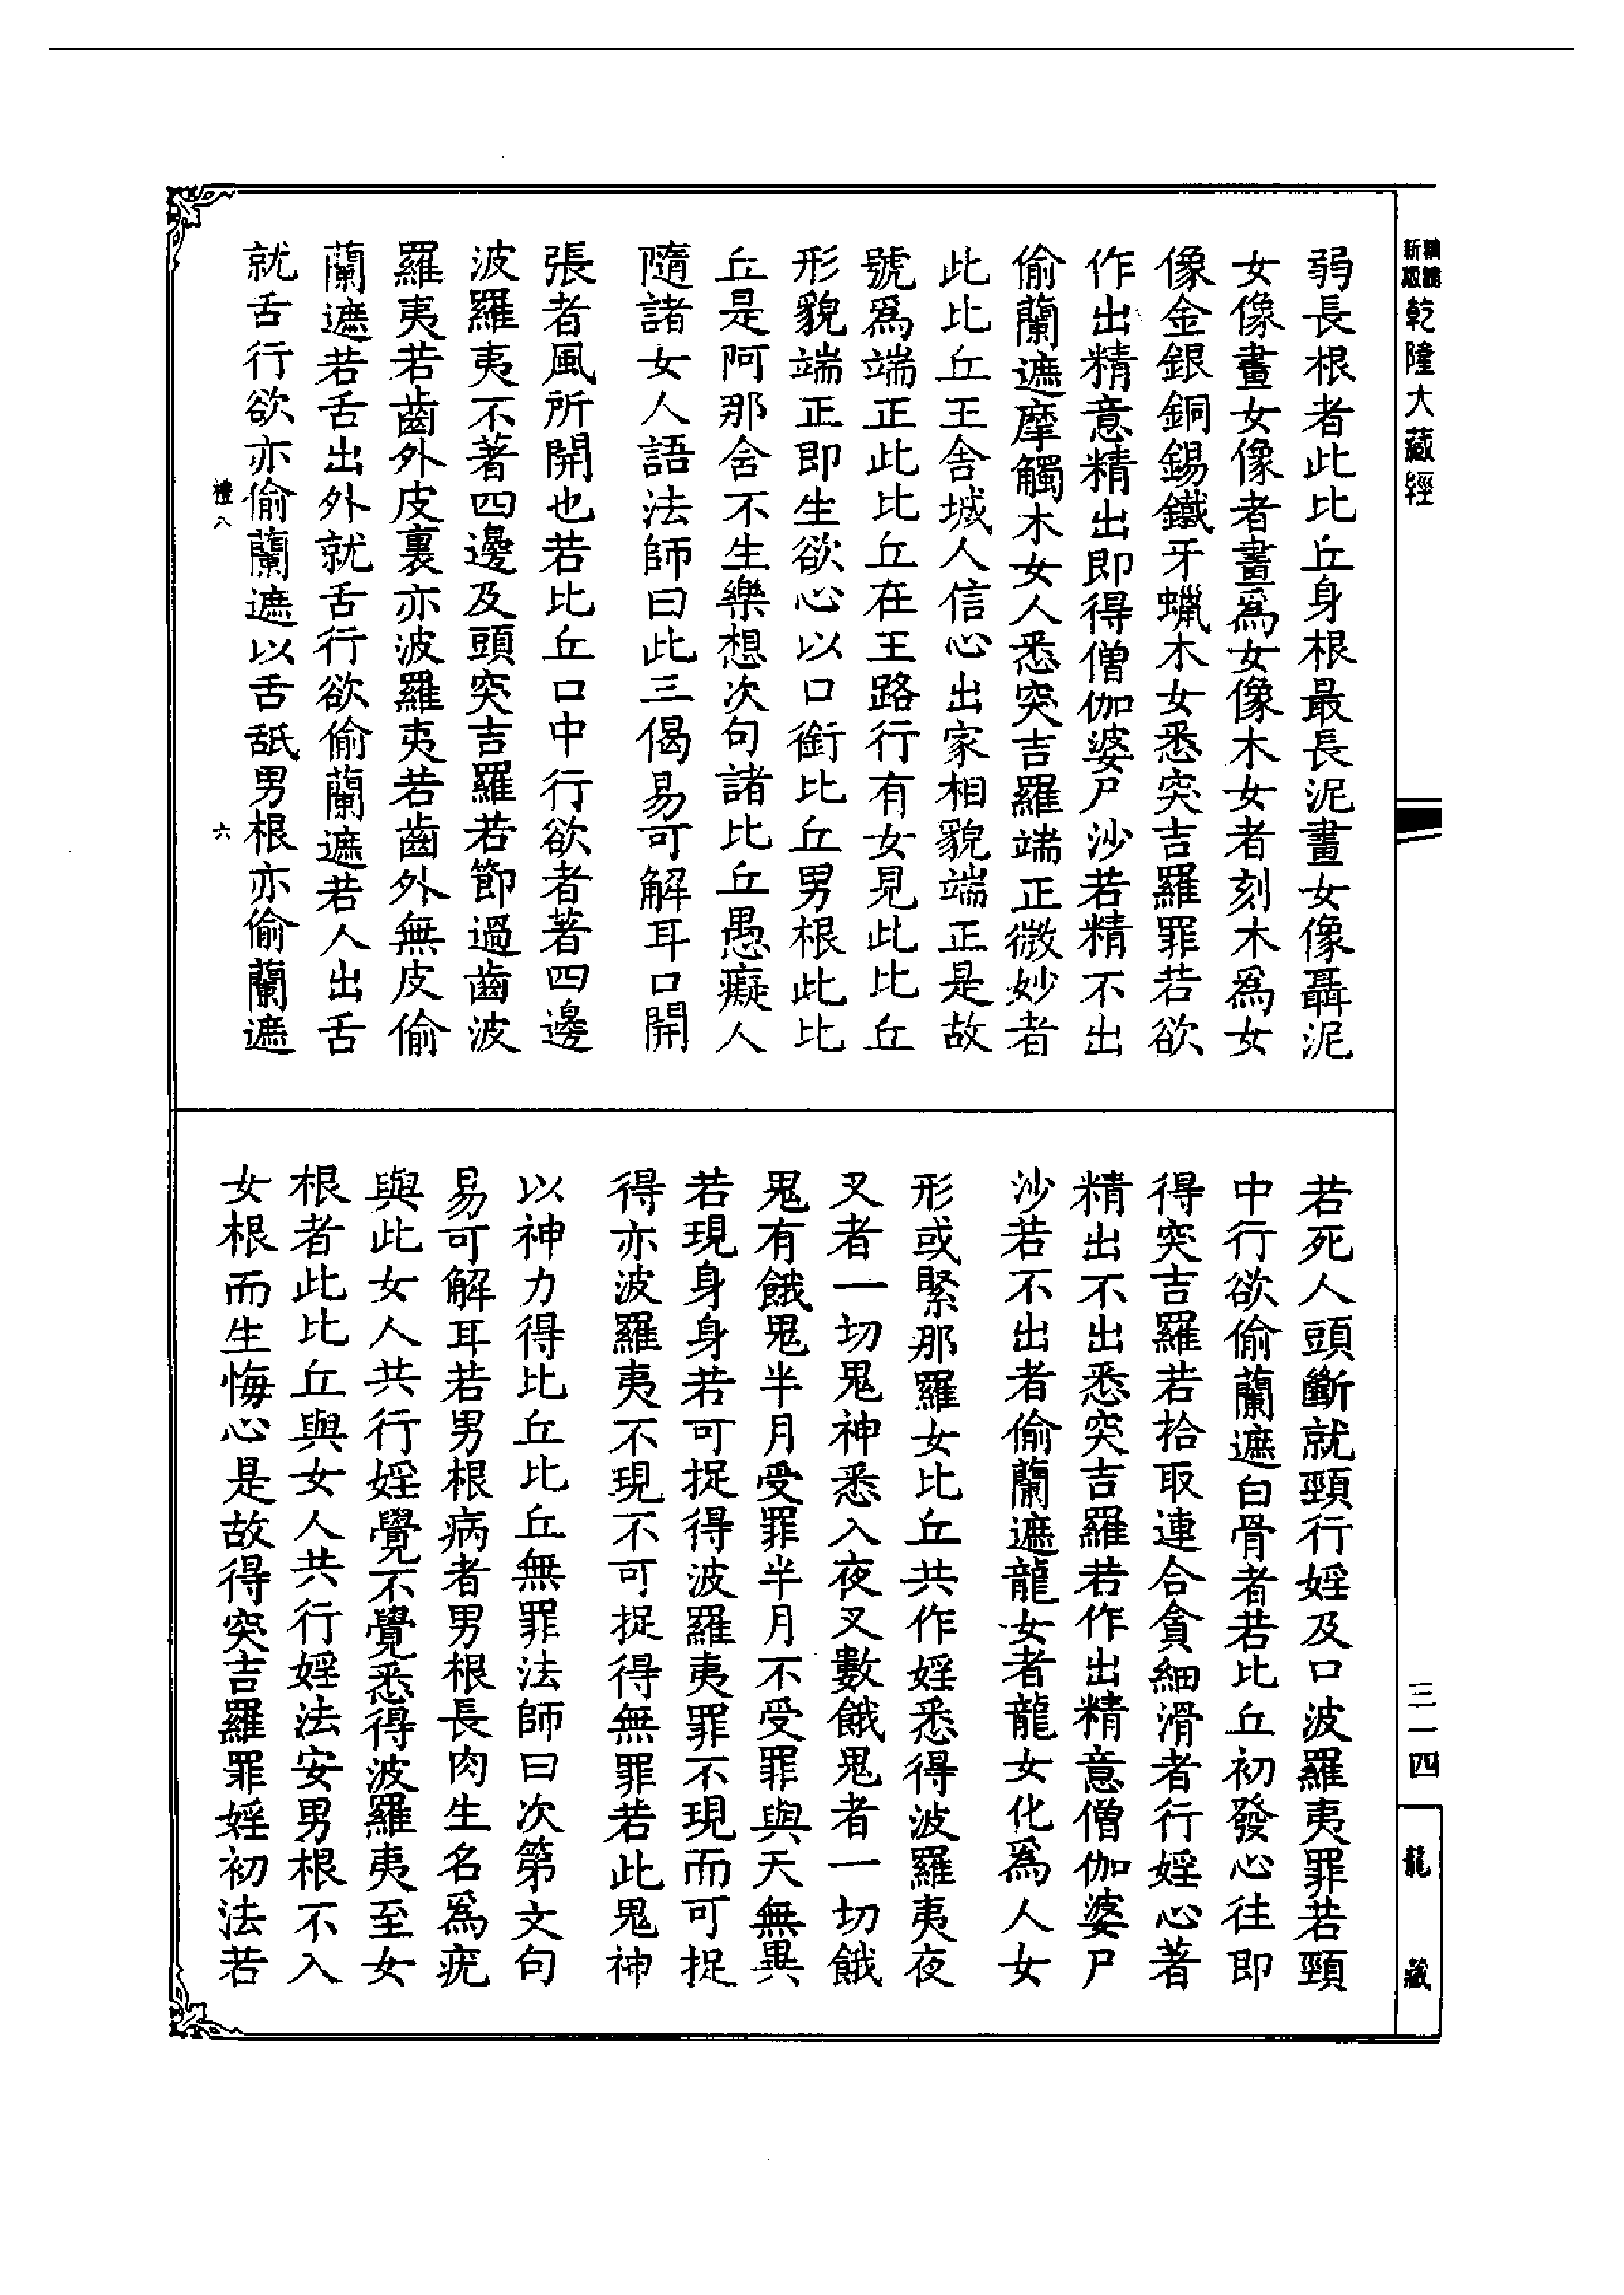 乾隆大藏經
弱長根者此比丘身根最長泥畫女像聶泥
女像畫女像者畫爲女像木女者刻木爲女
像金銀銅錫鐵牙蠟木女悉突吉羅罪若欲
作出精意精出即得僧伽婆尸沙若精不出
偷蘭遮摩觸木女人悉突吉羅端正微妙者
此比丘王舍城人信心出家相貌端正是故
號爲端正此比丘在王路行有女見此比丘
形貌端正即生欲心以口銜比丘男根此比
丘是阿那舍不生樂想次句諸比丘愚癡人
隨諸女人語法師曰此三偈易可解耳口開
張者風所開也若比丘口中行欲者著四邊
波羅夷不著四邊及頭突吉羅若節過齒波
羅夷若齒外皮裏亦波羅夷若齒外無皮偷
蘭遮若舌出外就舌行欲偷蘭遮若人出舌
就舌行欲亦偷蘭遮以舌舐男根亦偷蘭遮
禮八
六
若死人頭斷就頸行婬及口波羅夷罪若頸
中行欲偷蘭遮白骨者若比丘初發心往即
得突吉羅若拾取連合貪細滑者行婬心著
精出不出悉突吉羅若作出精意僧伽婆尸
沙若不出者偷蘭遮龍女者龍女化爲人女
形或緊那羅女比丘共作婬悉得波羅夷夜
叉者一切鬼神悉入夜叉數餓鬼者一切餓
鬼有餓鬼半月受罪半月不受罪與天無異
若現身身若可捉得波羅夷罪不現而可捉
得亦波羅夷不現不可捉得無罪若此鬼神
以神力得比丘比丘無罪法師曰次第文句
易可解耳若男根病者男根長肉生名爲疣
與此女人共行婬覺不覺悉得波羅夷至女
根者此比丘與女人共行婬法安男根不入
女根而生悔心是故得突吉羅罪婬初法若
三一四
龍藏